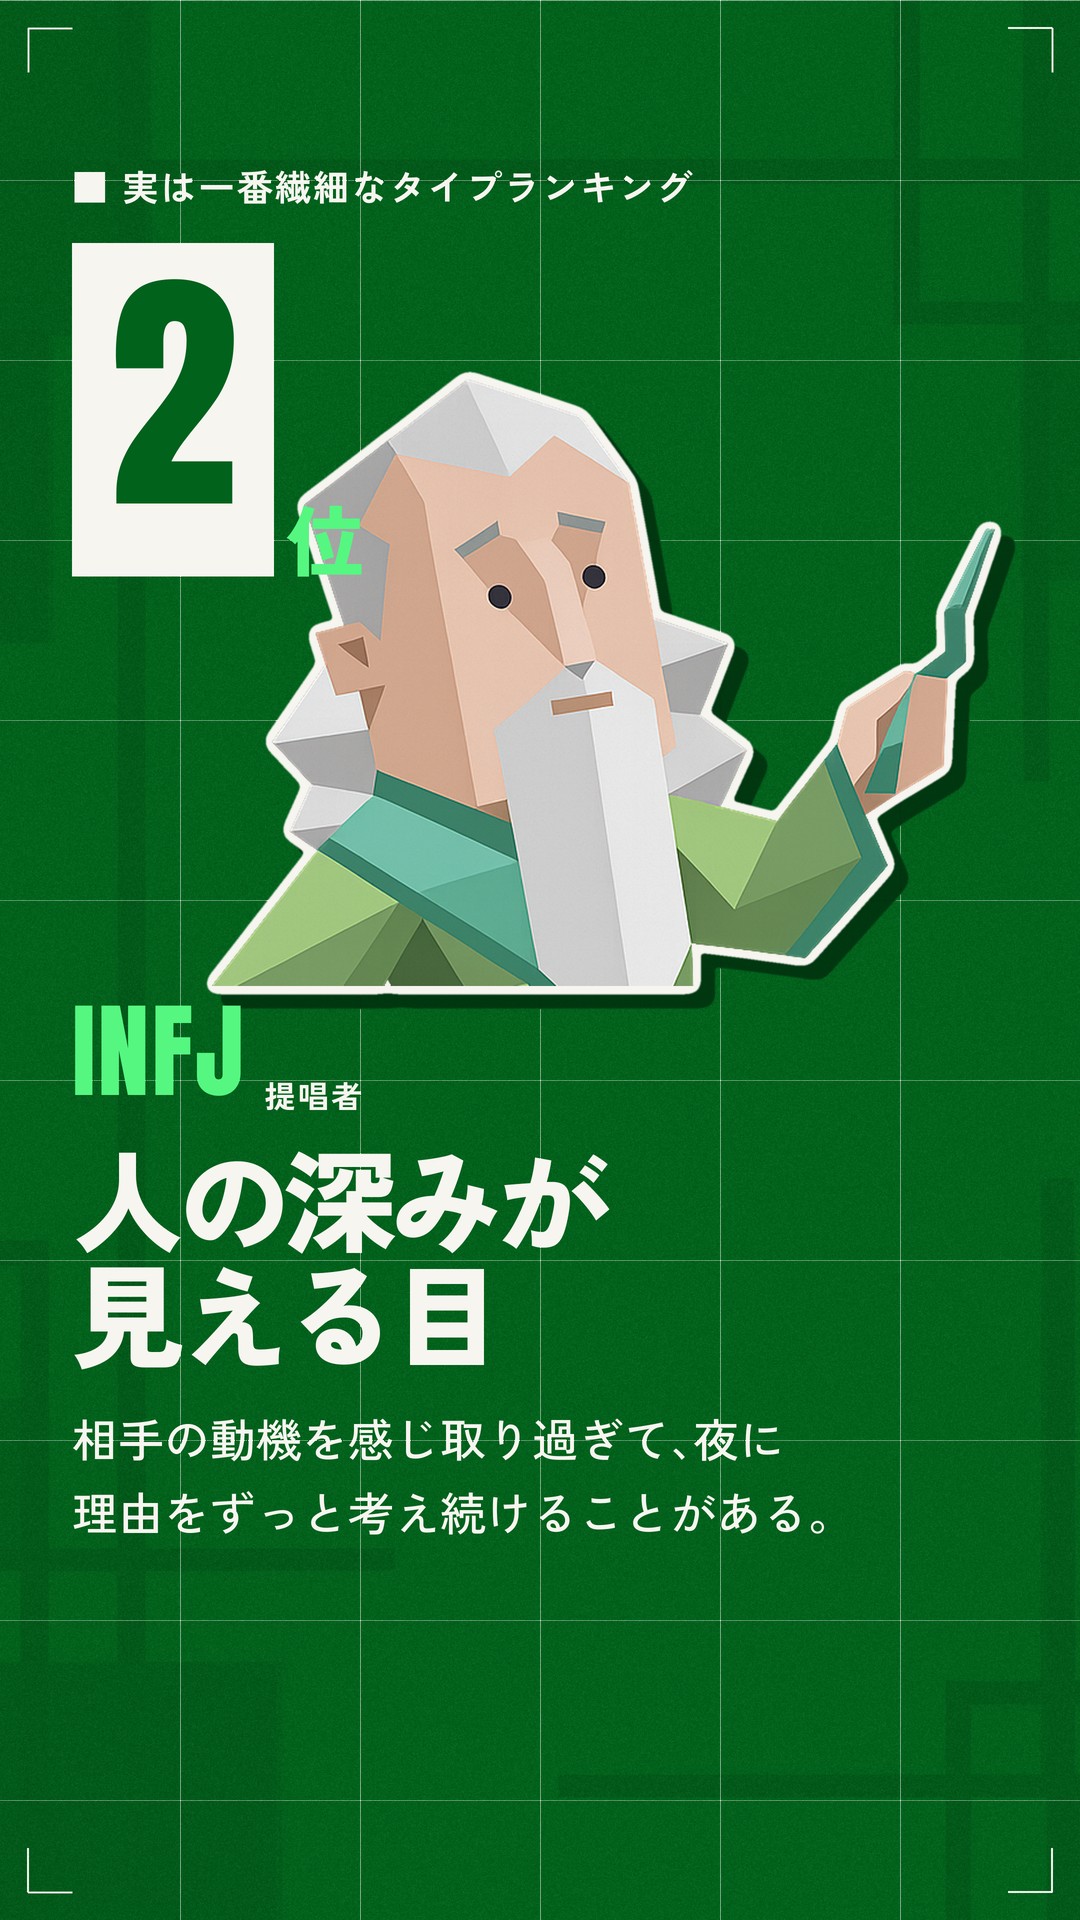 ■ 実は一番繊細なタイプランキング
2位
INFJ 提唱者
人の深みが
見える目
相手の動機を感じ取り過ぎて、夜に
理由をずっと考え続けることがある。